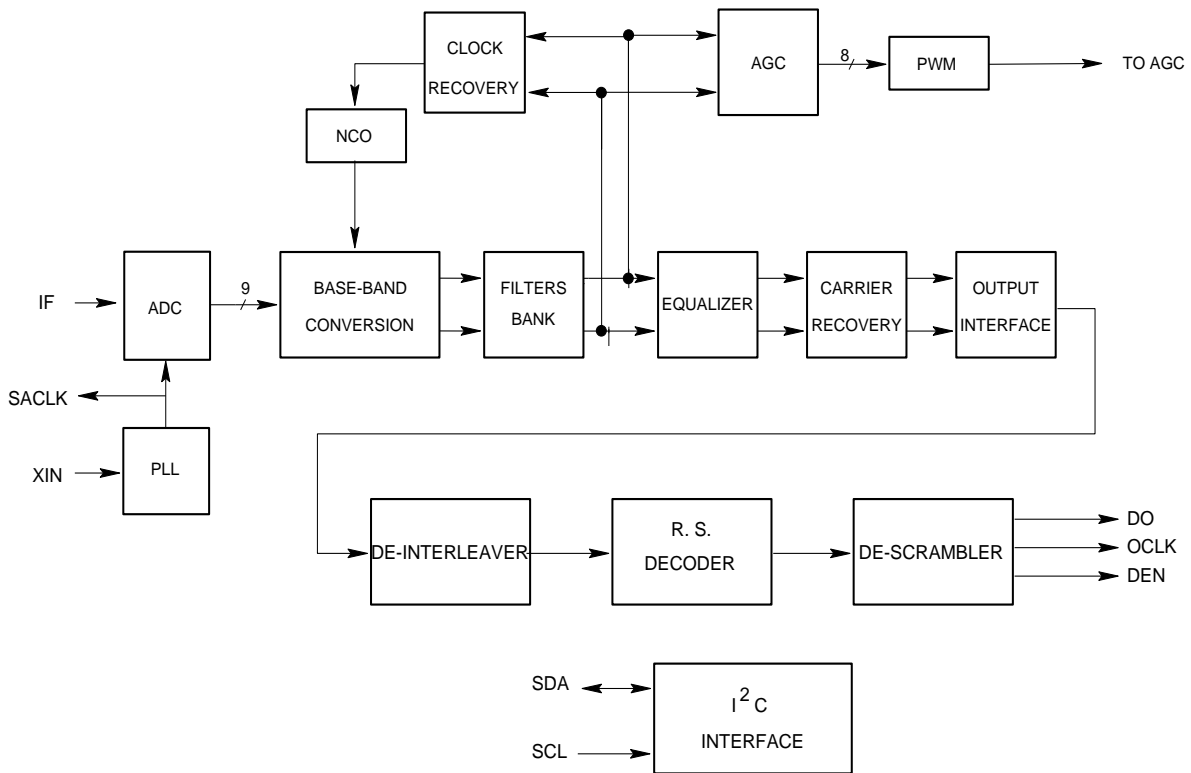 CLOCK
RECOVERY
AGC
8
PWM
TO AGC
NCO
IF
ADC
9
BASE-BAND
CONVERSION
FILTERS
BANK
EQUALIZER
CARRIER
RECOVERY
OUTPUT
INTERFACE
SACLK
XIN
PLL
DE-INTERLEAVER
R. S.
DECODER
DE-SCRAMBLER
DO
OCLK
DEN
SDA
SCL
I² C
INTERFACE